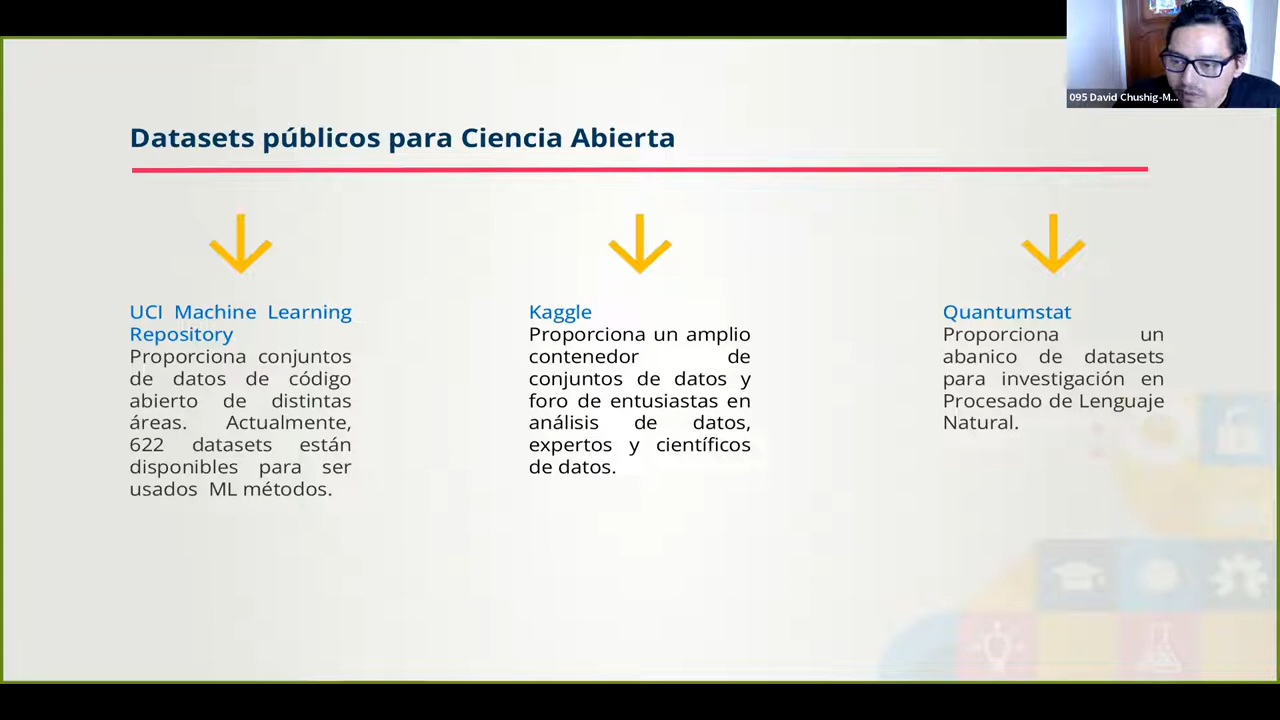 095 David Chushig-M...
Datasets públicos para Ciencia Abierta
UCI Machine Learning
Repository
Proporciona conjuntos
de datos de código
abierto de distintas
áreas. Actualmente,
622 datasets están
disponibles para ser
usados ML métodos.
Kaggle
Proporciona un amplio
contenedor de
conjuntos de datos y
foro de entusiastas en
análisis de datos,
expertos y científicos
de datos.
Quantumstat
Proporciona un
abanico de datasets
para investigación en
Procesado de Lenguaje
Natural.